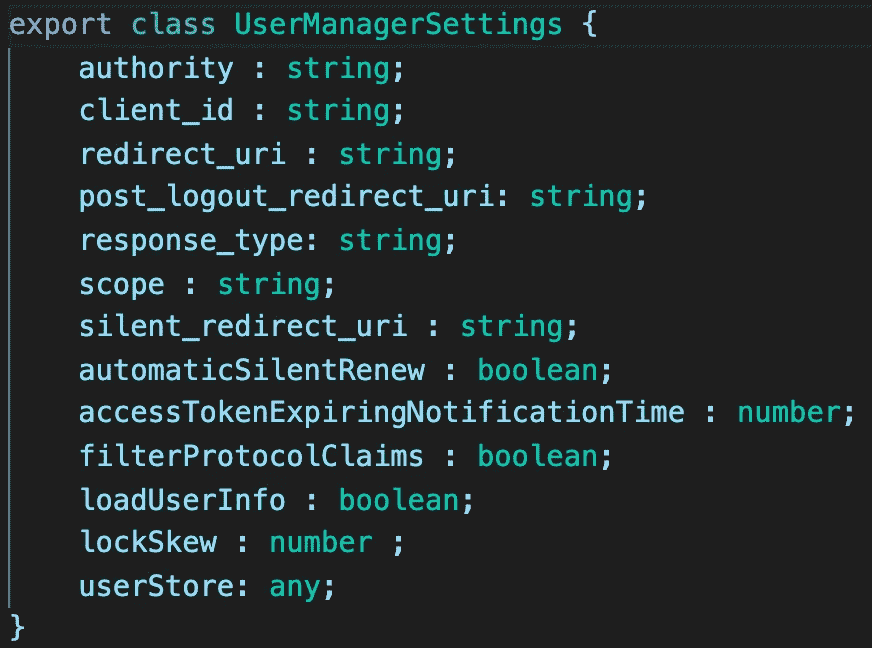 export class UserManagerSettings {
authority : string;
client_id : string;
redirect_uri : string;
post_logout_redirect_uri: string;
response_type: string;
scope : string;
silent_redirect_uri : string;
automaticSilentRenew : boolean;
accessTokenExpiringNotificationTime : number;
filterProtocolClaims : boolean;
loadUserInfo : boolean;
lockSkew : number ;
userStore: any;
}